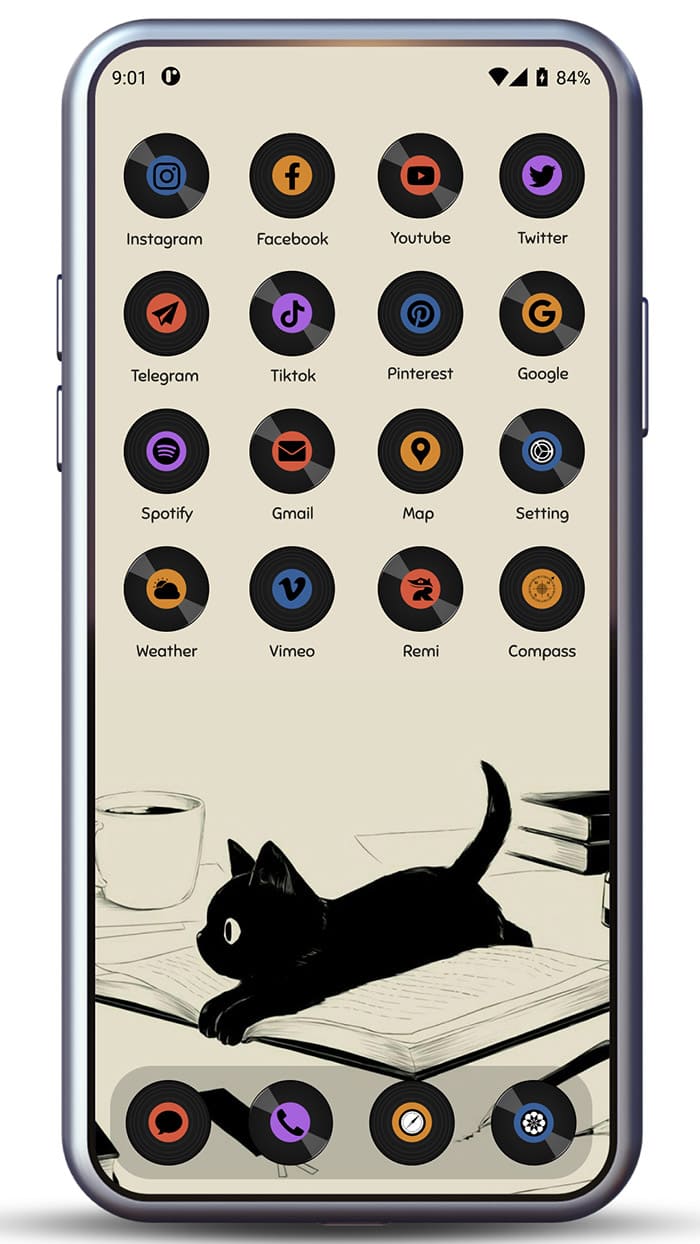 9:01 84%
Instagram Facebook Youtube Twitter
Telegram Tiktok Pinterest Google
Spotify Gmail Map Setting
Weather Vimeo Remi Compass